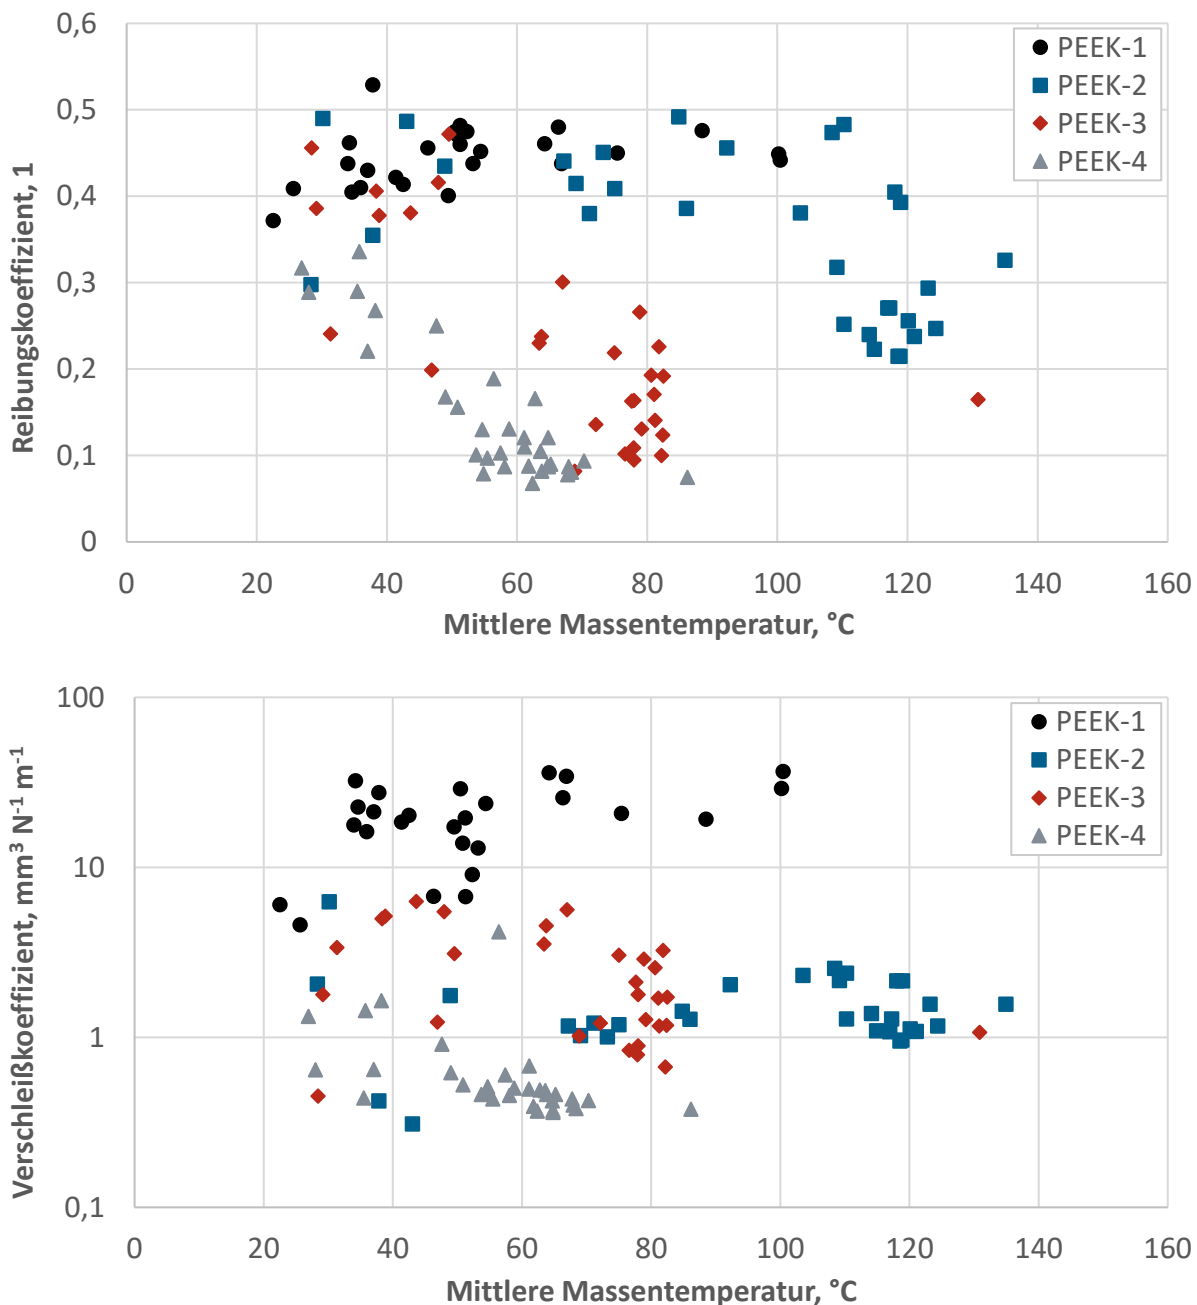 0,6
0,5
0,4
0,3
0,2
0,1
0
Reibungskoeffizient, 1
PEEK-1
PEEK-2
PEEK-3
PEEK-4
0 20 40 60 80 100 120 140 160
Mittlere Massentemperatur, °C
100
10
1
0,1
Verschleißkoeffizient, mm³ N⁻¹ m⁻¹
PEEK-1
PEEK-2
PEEK-3
PEEK-4
0 20 40 60 80 100 120 140 160
Mittlere Massentemperatur, °C